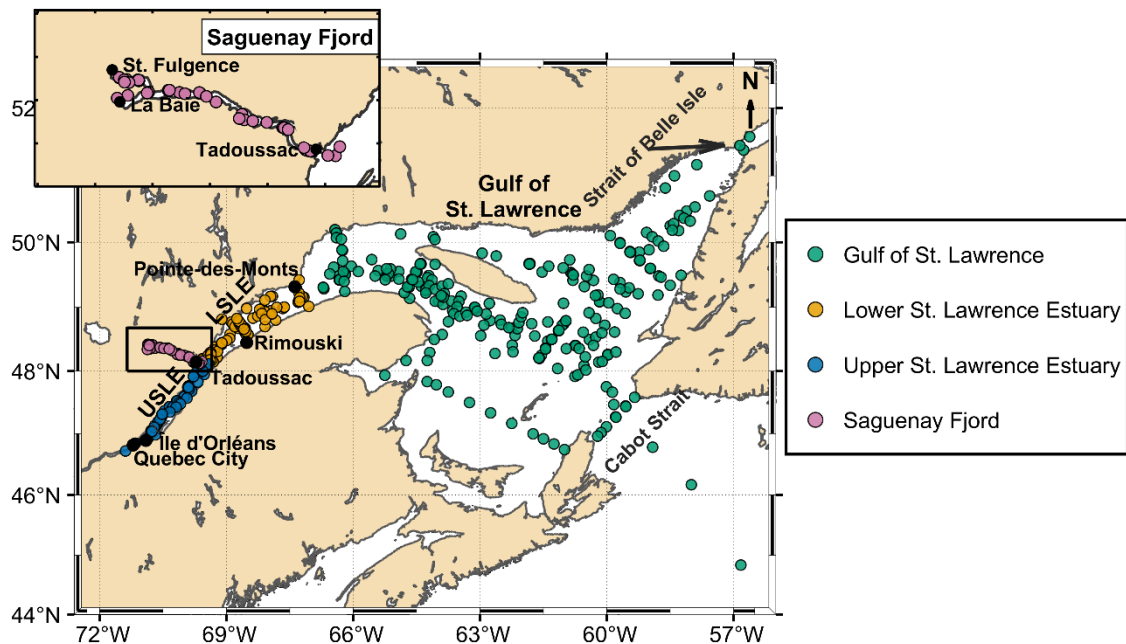 Saguenay Fjord
St. Fulgence
La Baie
Tadoussac
N
Strait of Belle Isle
Gulf of
St. Lawrence
Pointe-des-Monts
LSLE
Rimouski
Tadoussac
USLE
Ile d'Orléans
Quebec City
Cabot Strait
52
50°N
48°N
46°N
44°N
72°W
69°W
66°W
63°W
60°W
57°W
Gulf of St. Lawrence
Lower St. Lawrence Estuary
Upper St. Lawrence Estuary
Saguenay Fjord